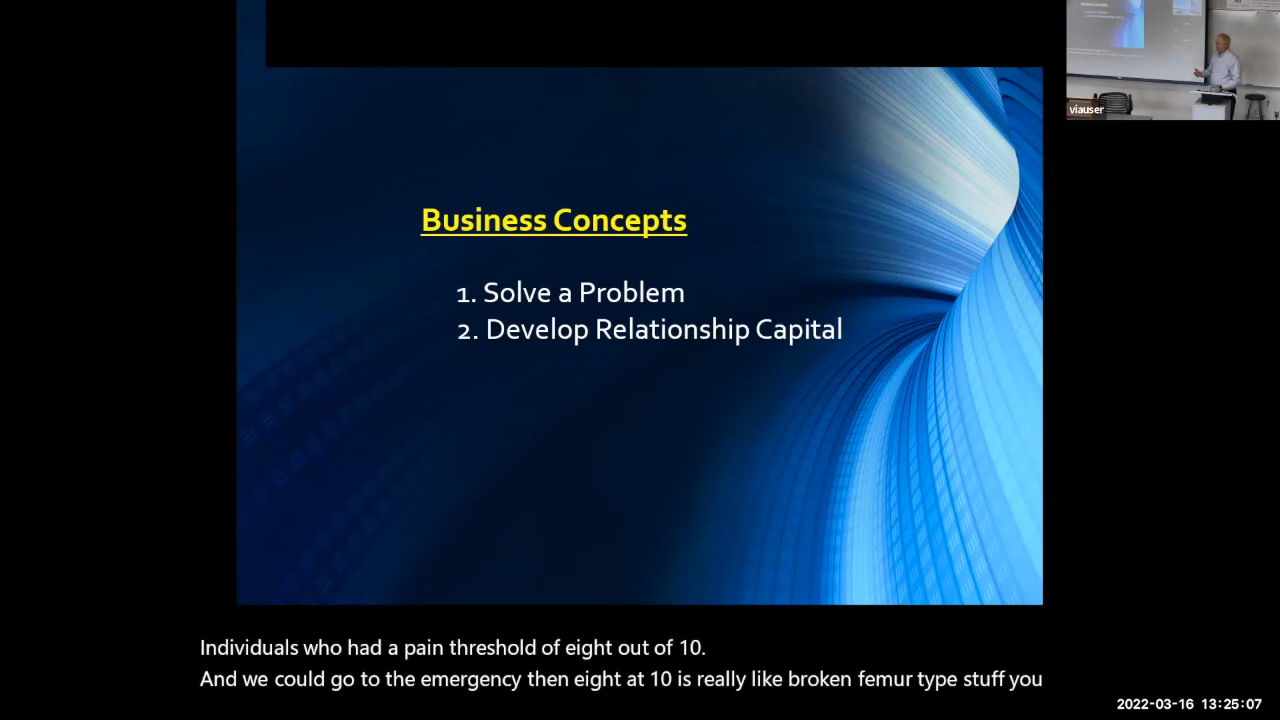 viauser
Business Concepts
1. Solve a Problem
2. Develop Relationship Capital
Individuals who had a pain threshold of eight out of 10.
And we could go to the emergency then eight at 10 is really like broken femur type stuff you
2022-03-16 13:25:07